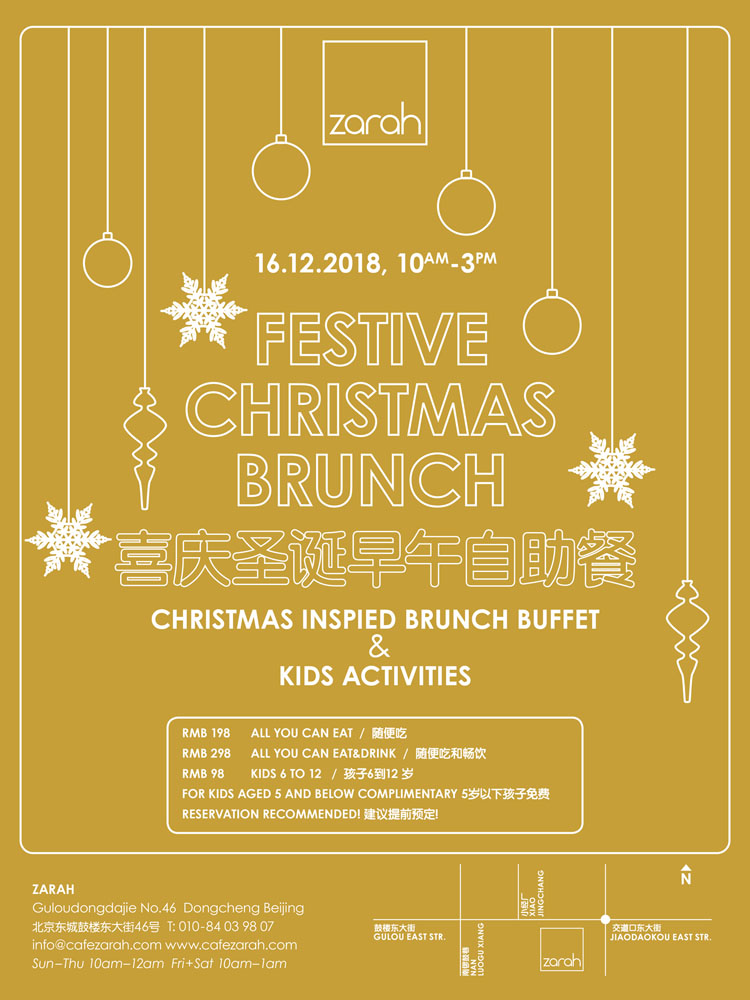 zarah
16.12.2018, 10AM-3PM
FESTIVE
CHRISTMAS
BRUNCH
喜庆圣诞早午自助餐
CHRISTMAS INSPIED BRUNCH BUFFET
&
KIDS ACTIVITIES
RMB 198 ALL YOU CAN EAT / 随便吃
RMB 298 ALL YOU CAN EAT&DRINK / 随便吃和畅饮
RMB 98 KIDS 6 TO 12 / 孩子6到12 岁
FOR KIDS AGED 5 AND BELOW COMPLIMENTARY 5岁以下孩子免费
RESERVATION RECOMMENDED! 建议提前预定!
ZARAH
Guloudongdajie No.46 Dongcheng Beijing
北京东城鼓楼东大街46号 T: 010-84 03 98 07
info@cafezarah.com www.cafezarah.com
Sun–Thu 10am–12am Fri+Sat 10am–1am
鼓楼东大街
GULOU EAST STR.
南锣鼓巷
NAN
LUOGU XIANG
小经厂
XIAO
JINGCHANG
zarah
N
交道口东大街
JIAODAOKOU EAST STR.